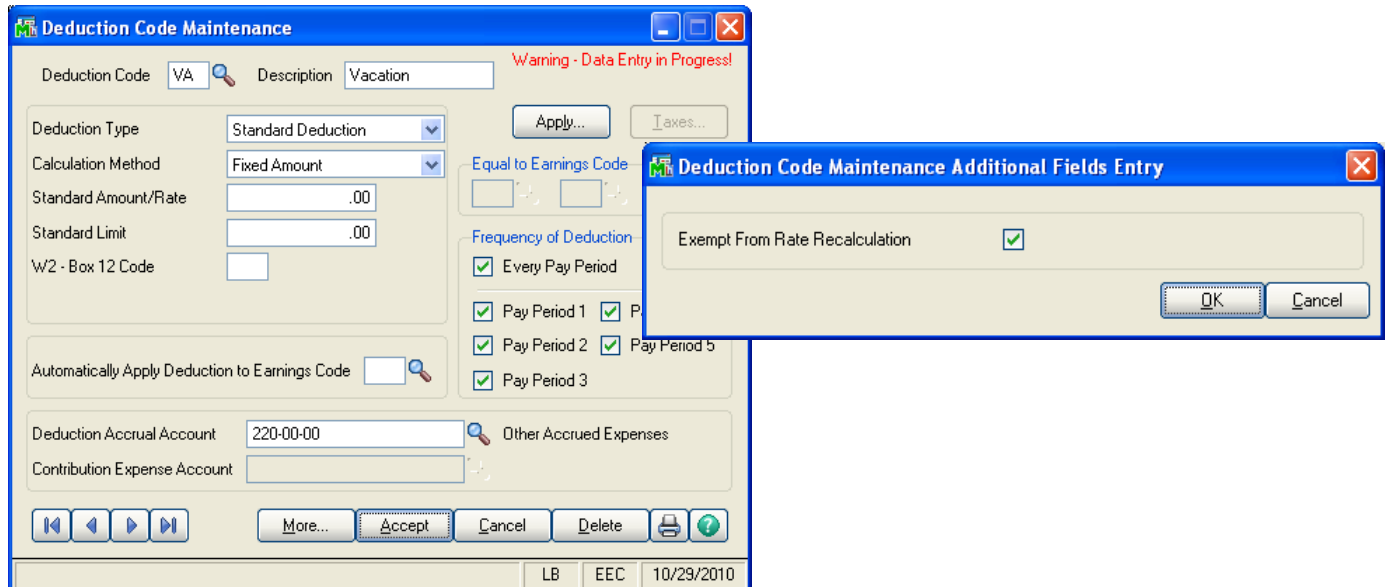 Deduction Code Maintenance
Warning - Data Entry in Progress!
Deduction Code VA Description Vacation
Apply... Taxes...
Deduction Type Standard Deduction
Calculation Method Fixed Amount
Standard Amount/Rate .00
Standard Limit .00
W2 - Box 12 Code
Equal to Earnings Code
Frequency of Deduction
Every Pay Period
Pay Period 1
Pay Period 2 Pay Period 5
Pay Period 3
Automatically Apply Deduction to Earnings Code
Deduction Accrual Account 220-00-00 Other Accrued Expenses
Contribution Expense Account
More... Accept Cancel Delete
LB EEC 10/29/2010
Deduction Code Maintenance Additional Fields Entry
Exempt From Rate Recalculation
OK Cancel